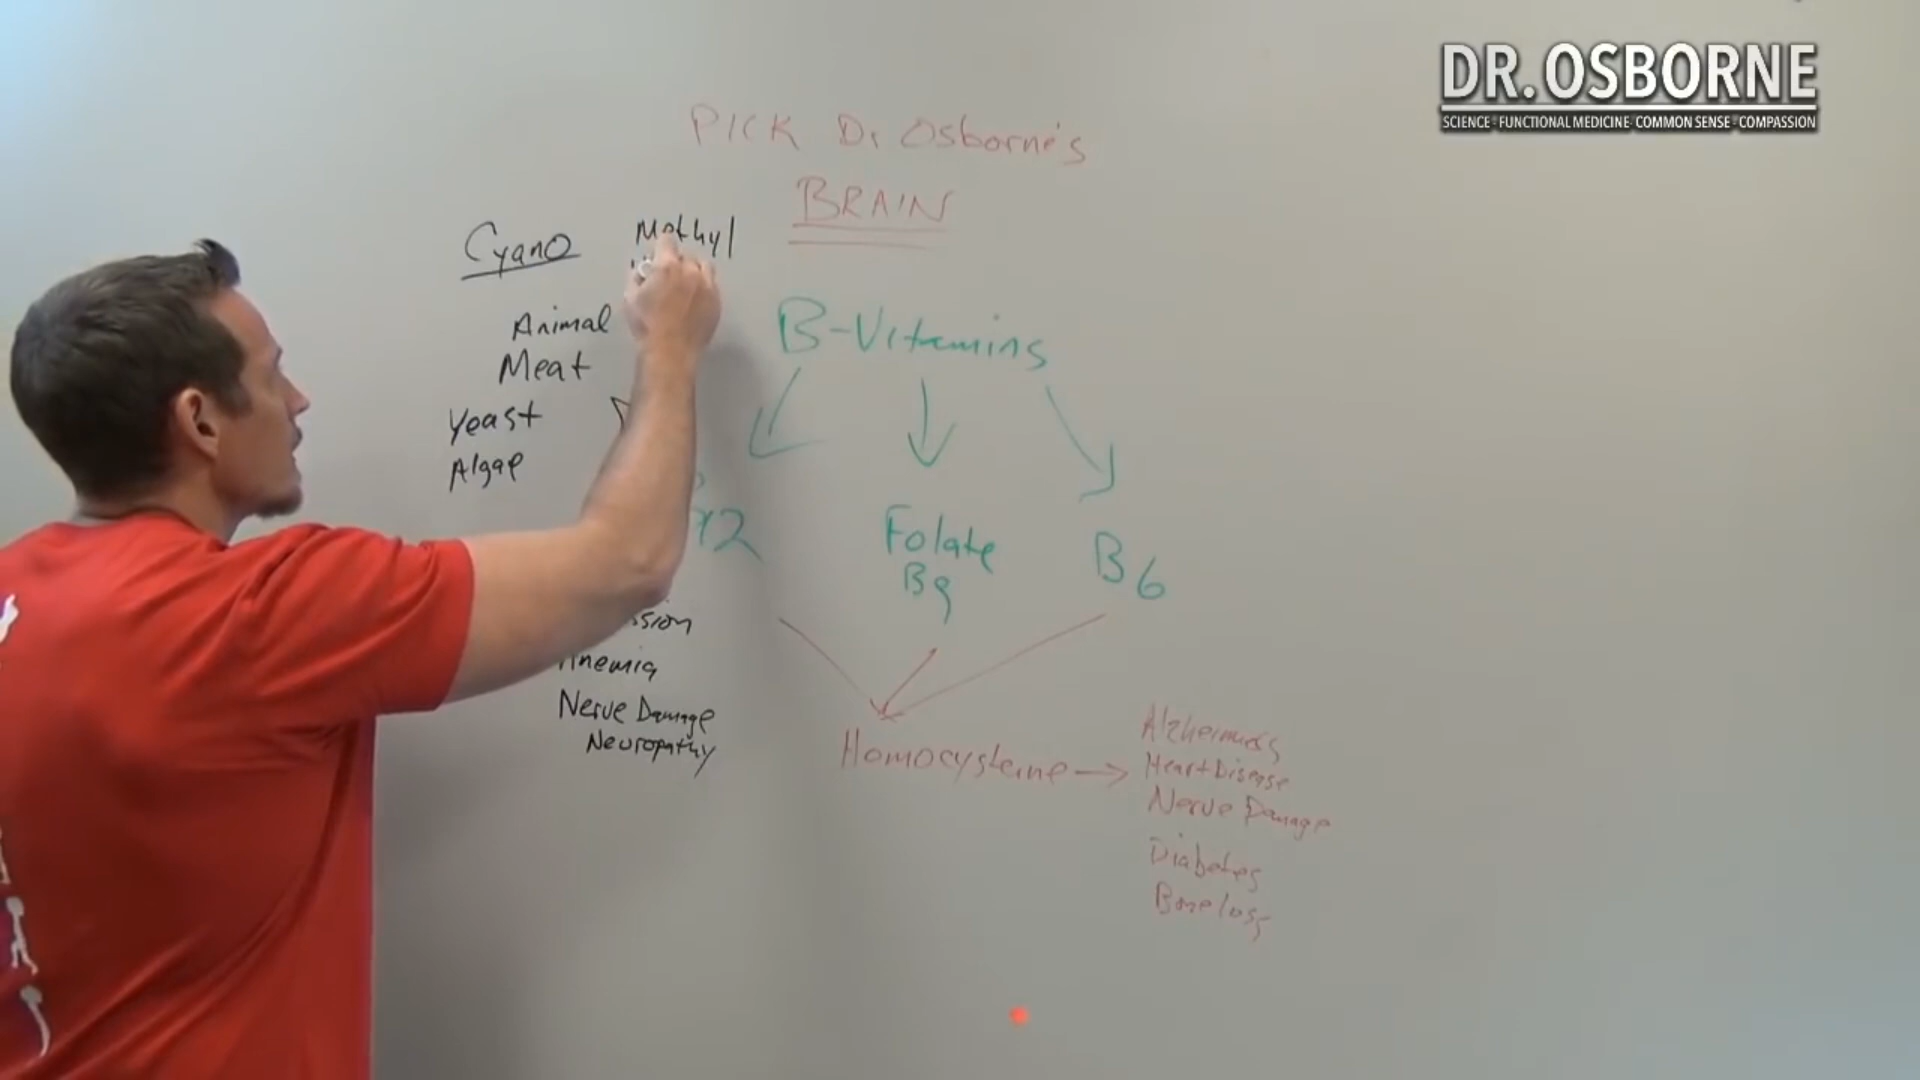 DR. OSBORNE
SCIENCE - FUNCTIONAL MEDICINE - COMMON SENSE - COMPASSION
PICK Dr Osborne's
BRAIN
Cyano Methyl
Animal
Meat
Yeast
Algae
B-Vitamins
Folate
B9
B6
Anemia
Nerve Damage
Neuropathy
Homocysteine →
Alzheimers
Heart Disease
Nerve Damage
Diabetes
Bone loss